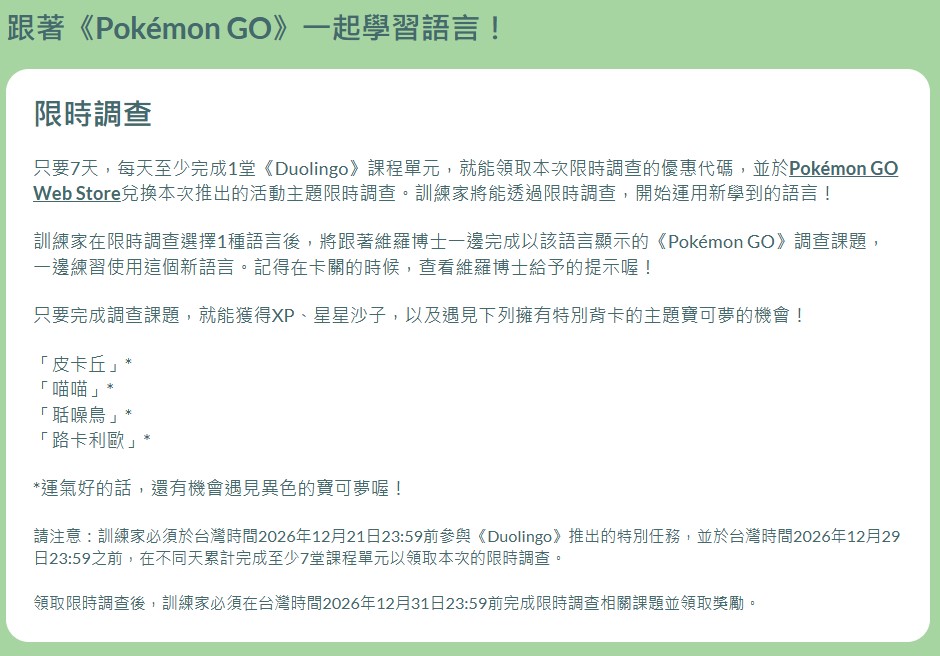 跟著《Pokémon GO》一起學習語言！
限時調查
只要7天，每天至少完成1堂《Duolingo》課程單元，就能領取本次限時調查的優惠代碼，並於Pokémon GO
Web Store兌換本次推出的活動主題限時調查。訓練家將能透過限時調查，開始運用新學到的語言！
訓練家在限時調查選擇1種語言後，將跟著維羅博士一邊完成以該語言顯示的《Pokémon GO》調查課題，
一邊練習使用這個新語言。記得在卡關的時候，查看維羅博士給予的提示喔！
只要完成調查課題，就能獲得XP、星星沙子，以及遇見下列擁有特別背卡的主題寶可夢的機會！
「皮卡丘」*
「喵喵」*
「聒噪鳥」*
「路卡利歐」*
*運氣好的話，還有機會遇見異色的寶可夢喔！
請注意：訓練家必須於台灣時間2026年12月21日23:59前參與《Duolingo》推出的特別任務，並於台灣時間2026年12月29
日23:59之前，在不同天累計完成至少7堂課程單元以領取本次的限時調查。
領取限時調查後，訓練家必須在台灣時間2026年12月31日23:59前完成限時調查相關課題並領取獎勵。